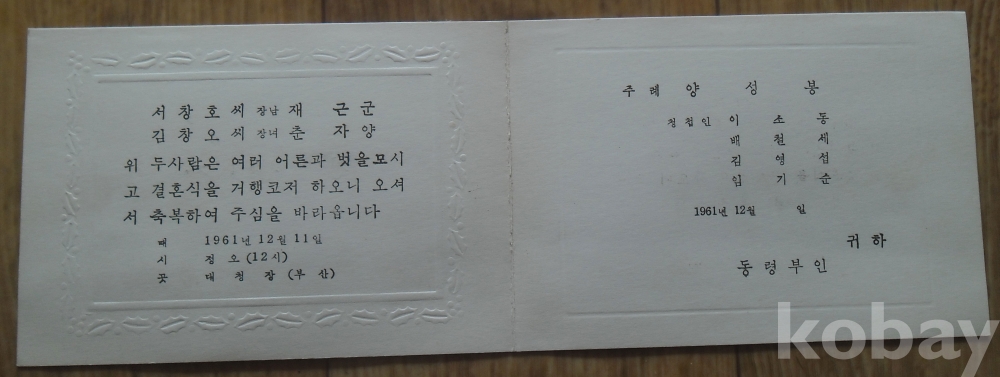 서 창 호 씨 장남 재 근 군
김 창 오 씨 장녀 춘 자 양
위 두사람은 여러 어른과 벗을모시
고 결혼식을 거행코저 하오니 오셔
서 축복하여 주심을 바라옵니다
때 1961년 12월 11일
시 정 오 (12시)
곳 대 청 장 (부 산)
주 례 양 성 봉
청첩인 이 소 동
배 철 세
김 영 섭
임 기 순
1961년 12월 일
귀 하
동령부인
kobay